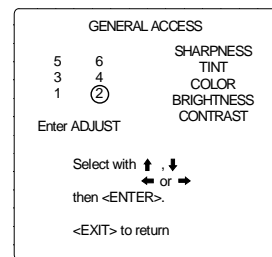 GENERAL ACCESS
5 6
3 4
1 2
SHARPNESS
TINT
COLOR
BRIGHTNESS
CONTRAST
Enter ADJUST
Select with ⬆ , ⬇
⬅ or ➡
then <ENTER>.
<EXIT> to return